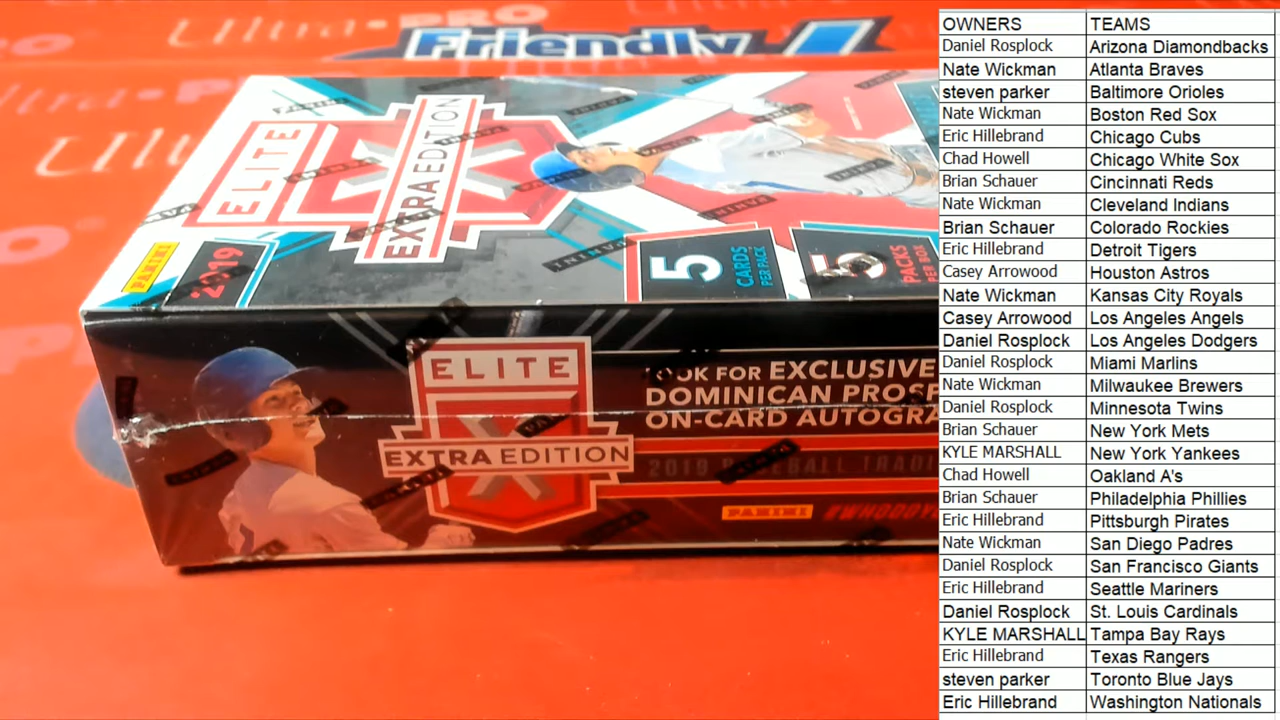 Ultra•PRO
Friendly
ELITE
EXTRA EDITION
PANINI
2019
5 CARDS PER PACK
5 PACKS PER BOX
ELITE
EXTRA EDITION
LOOK FOR EXCLUSIVE
DOMINICAN
ON-CARD
2019
PANINI
OWNERS TEAMS
Daniel Rosplock Arizona Diamondbacks
Nate Wickman Atlanta Braves
steven parker Baltimore Orioles
Nate Wickman Boston Red Sox
Eric Hillebrand Chicago Cubs
Chad Howell Chicago White Sox
Brian Schauer Cincinnati Reds
Nate Wickman Cleveland Indians
Brian Schauer Colorado Rockies
Eric Hillebrand Detroit Tigers
Casey Arrowood Houston Astros
Nate Wickman Kansas City Royals
Casey Arrowood Los Angeles Angels
Daniel Rosplock Los Angeles Dodgers
Daniel Rosplock Miami Marlins
Nate Wickman Milwaukee Brewers
Daniel Rosplock Minnesota Twins
Brian Schauer New York Mets
KYLE MARSHALL New York Yankees
Chad Howell Oakland A's
Brian Schauer Philadelphia Phillies
Eric Hillebrand Pittsburgh Pirates
Nate Wickman San Diego Padres
Daniel Rosplock San Francisco Giants
Eric Hillebrand Seattle Mariners
Daniel Rosplock St. Louis Cardinals
KYLE MARSHALL Tampa Bay Rays
Eric Hillebrand Texas Rangers
steven parker Toronto Blue Jays
Eric Hillebrand Washington Nationals